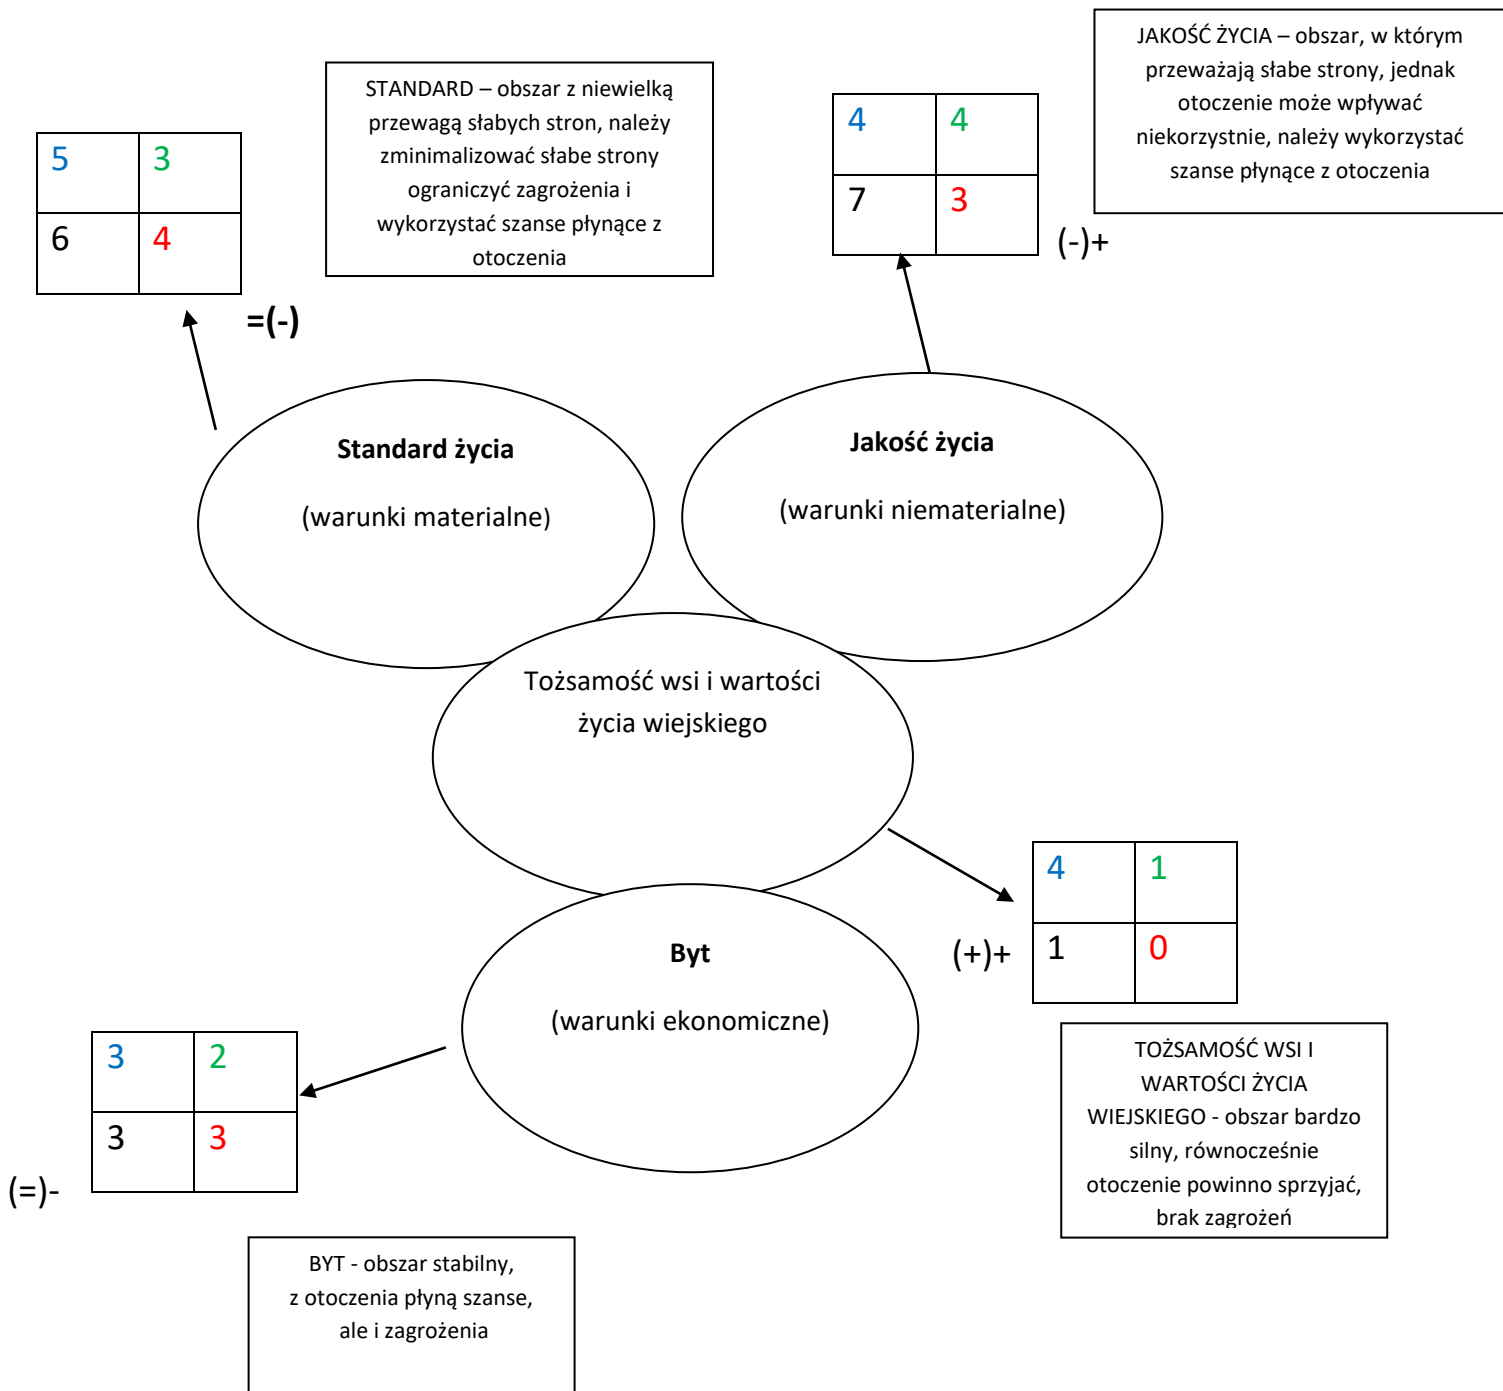 STANDARD – obszar z niewielką
przewagą słabych stron, należy
zminimalizować słabe strony
ograniczyć zagrożenia i
wykorzystać szanse płynące z
otoczenia
JAKOŚĆ ŻYCIA – obszar, w którym
przeważają słabe strony, jednak
otoczenie może wpływać
niekorzystnie, należy wykorzystać
szanse płynące z otoczenia
5 3
6 4
=(-)
4 4
7 3
(-)+
Standard życia
(warunki materialne)
Jakość życia
(warunki niematerialne)
Tożsamość wsi i wartości
życia wiejskiego
4 1
1 0
(+)+
Byt
(warunki ekonomiczne)
3 2
3 3
(=)-
TOŻSAMOŚĆ WSI I
WARTOŚCI ŻYCIA
WIEJSKIEGO - obszar bardzo
silny, równocześnie
otoczenie powinno sprzyjać,
brak zagrożeń
BYT - obszar stabilny,
z otoczenia płyną szanse,
ale i zagrożenia